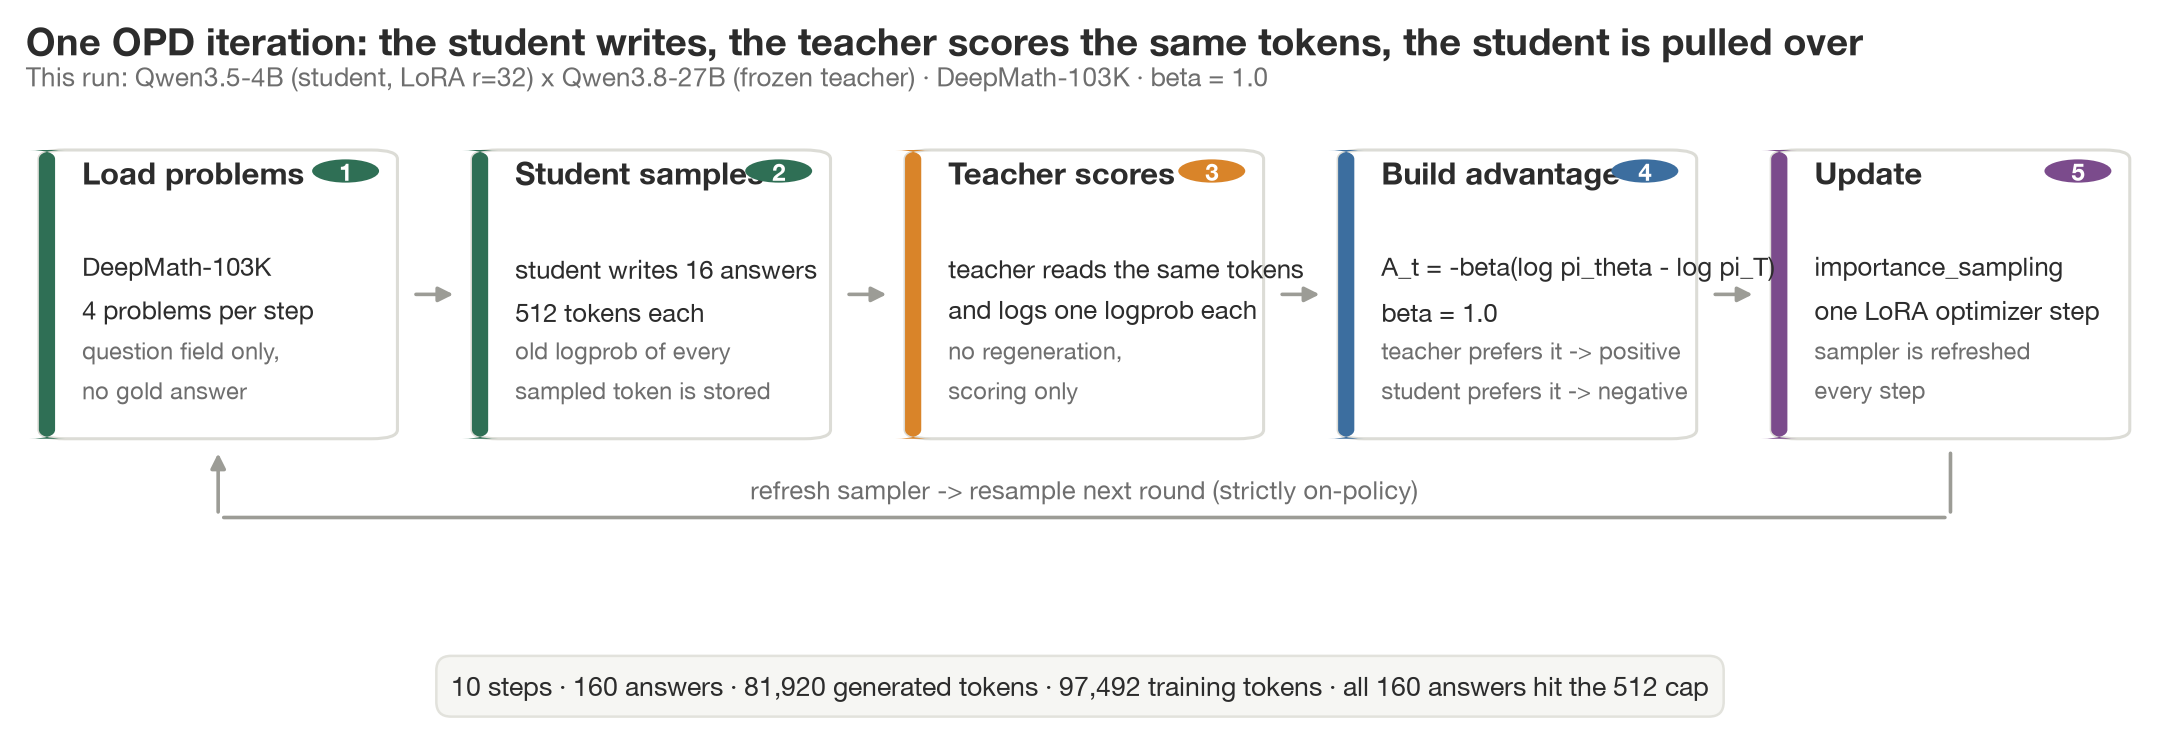 One OPD iteration: the student writes, the teacher scores the same tokens, the student is pulled over
This run: Qwen3.5-4B (student, LoRA r=32) x Qwen3.8-27B (frozen teacher) · DeepMath-103K · beta = 1.0
Load problems 1
DeepMath-103K
4 problems per step
question field only,
no gold answer
Student samples 2
student writes 16 answers
512 tokens each
old logprob of every
sampled token is stored
Teacher scores 3
teacher reads the same tokens
and logs one logprob each
no regeneration,
scoring only
Build advantage 4
A_t = -beta(log pi_theta - log pi_T)
beta = 1.0
teacher prefers it -> positive
student prefers it -> negative
Update 5
importance_sampling
one LoRA optimizer step
sampler is refreshed
every step
refresh sampler -> resample next round (strictly on-policy)
10 steps · 160 answers · 81,920 generated tokens · 97,492 training tokens · all 160 answers hit the 512 cap